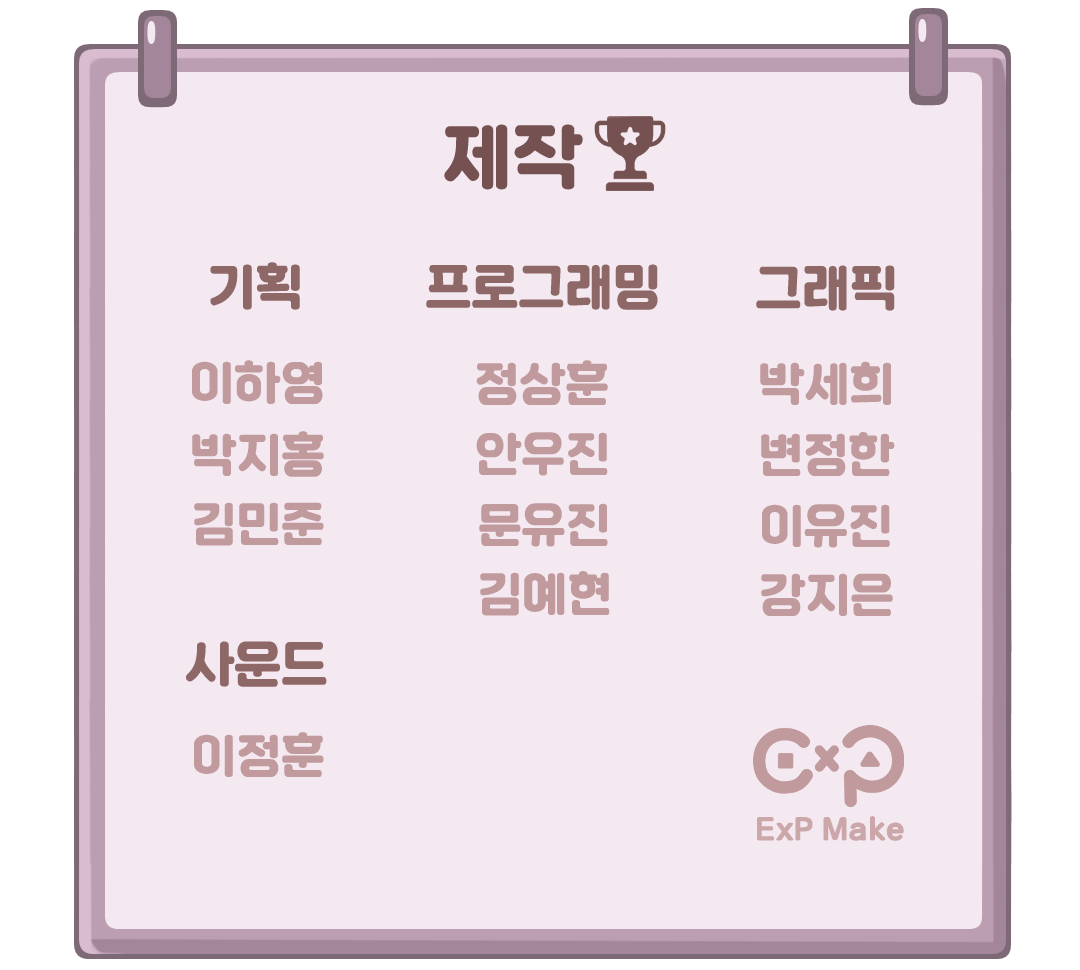 제작
기획
이하영
박지홍
김민준
프로그래밍
정상훈
안우진
문유진
김예현
그래픽
박세희
변정한
이유진
강지은
사운드
이정훈
exp
ExP Make